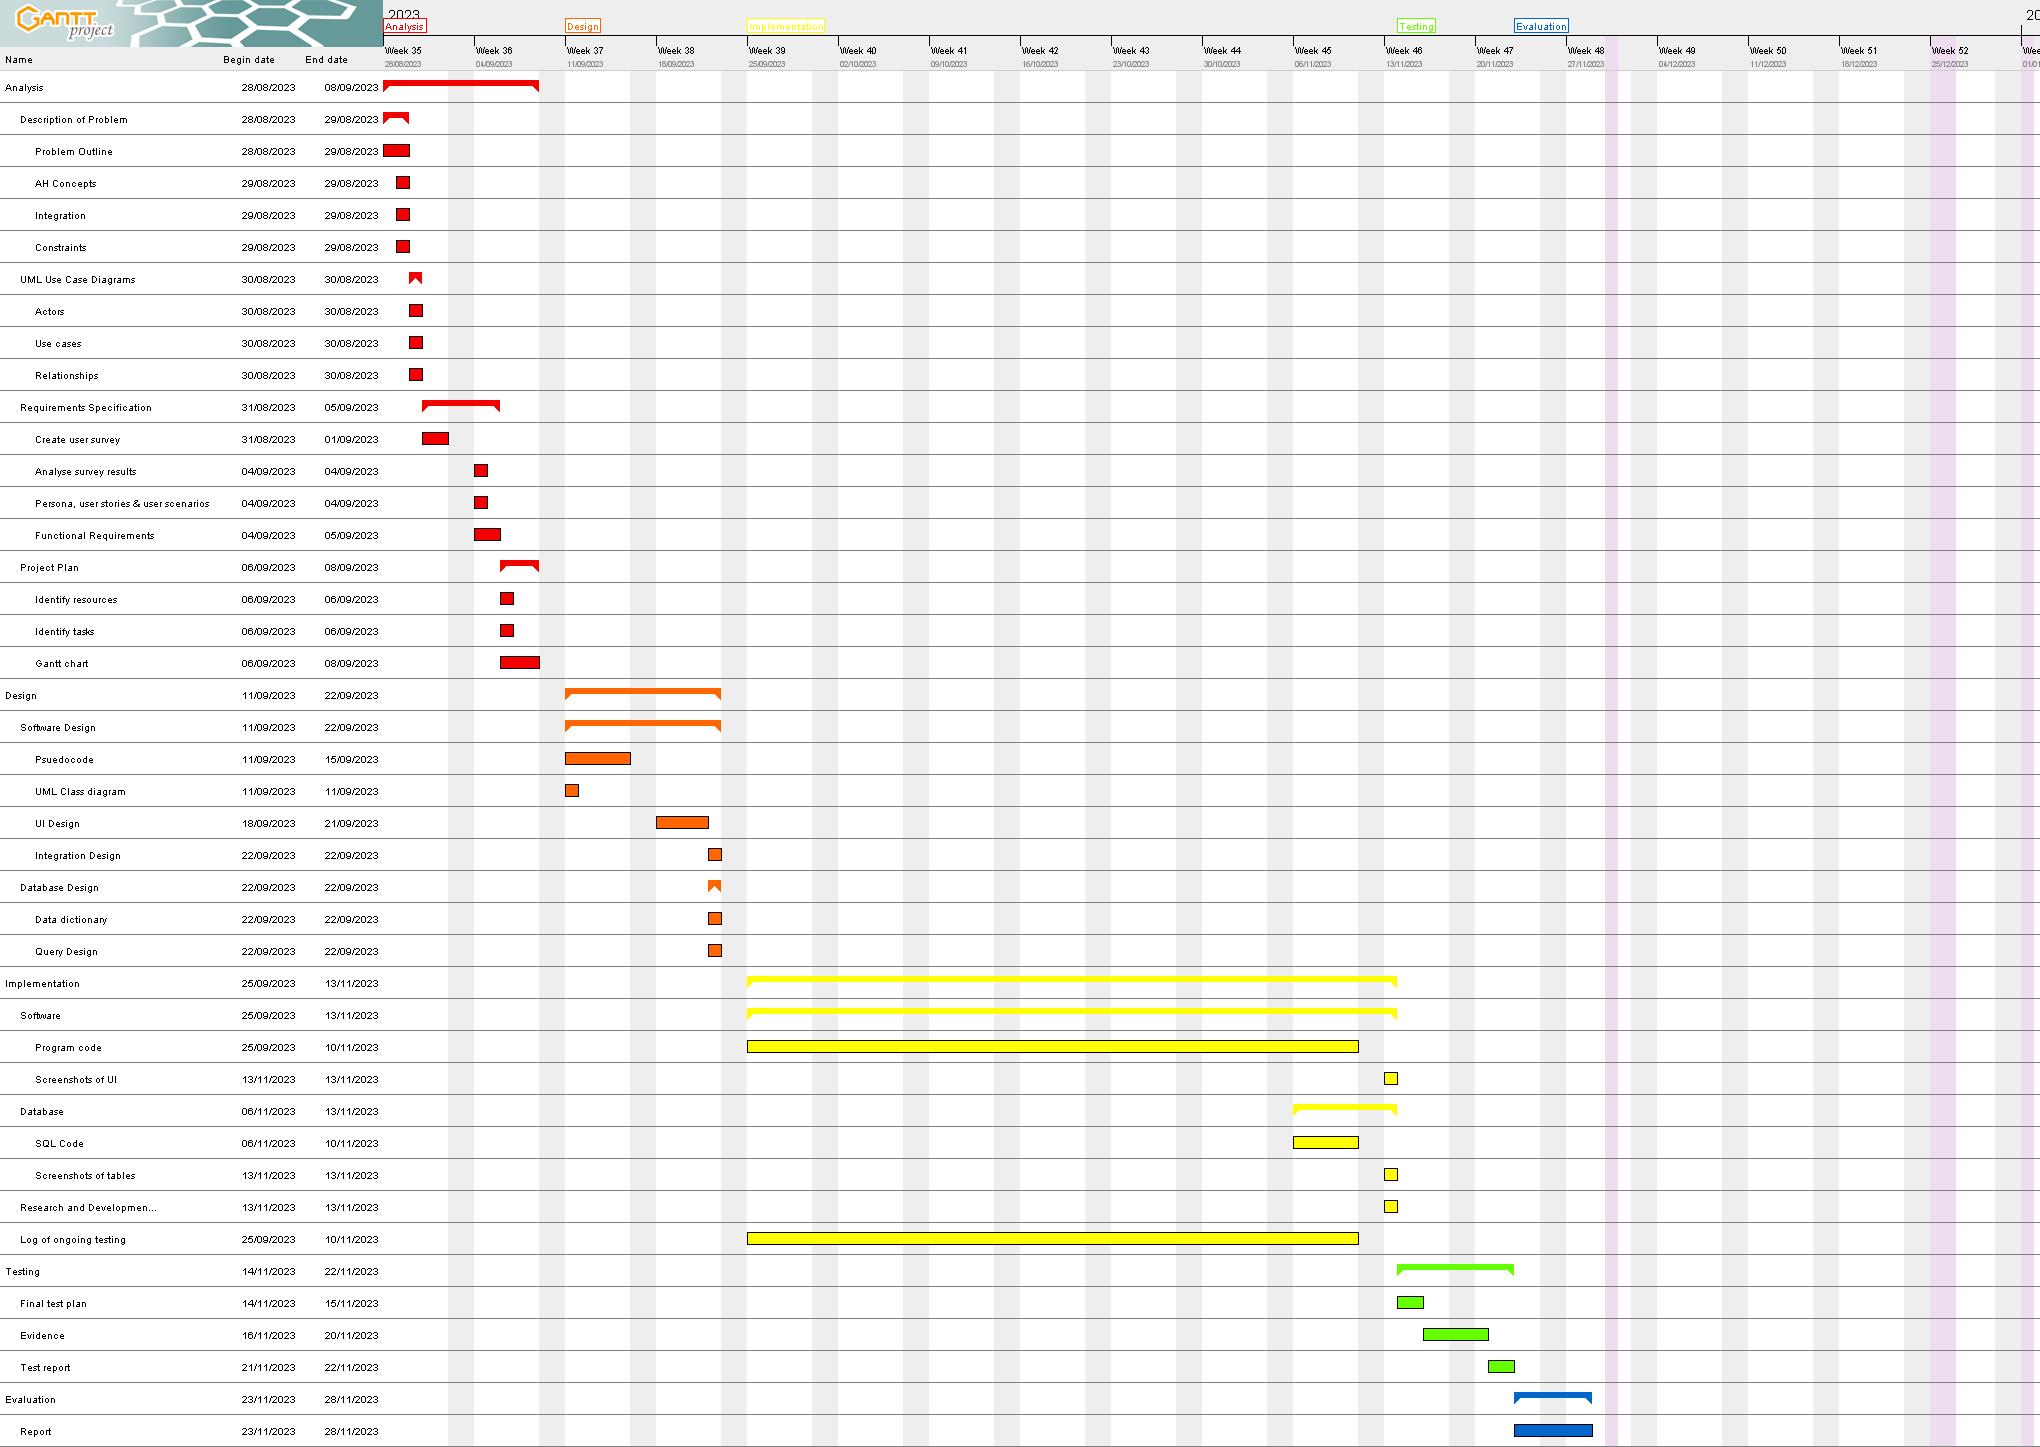 GANTT
project
2023
20
Analysis
Design
Implementation
Testing
Evaluation
Week 35
Week 36
Week 37
Week 38
Week 39
Week 40
Week 41
Week 42
Week 43
Week 44
Week 45
Week 46
Week 47
Week 48
Week 49
Week 50
Week 51
Week 52
Wee
Name Begin date End date
28/08/2023
04/09/2023
11/09/2023
18/09/2023
25/09/2023
02/10/2023
09/10/2023
16/10/2023
23/10/2023
30/10/2023
06/11/2023
13/11/2023
20/11/2023
27/11/2023
04/12/2023
11/12/2023
18/12/2023
25/12/2023
01/01
Analysis 28/08/2023 08/09/2023
Description of Problem 28/08/2023 29/08/2023
Problem Outline 28/08/2023 29/08/2023
AH Concepts 29/08/2023 29/08/2023
Integration 29/08/2023 29/08/2023
Constraints 29/08/2023 29/08/2023
UML Use Case Diagrams 30/08/2023 30/08/2023
Actors 30/08/2023 30/08/2023
Use cases 30/08/2023 30/08/2023
Relationships 30/08/2023 30/08/2023
Requirements Specification 31/08/2023 05/09/2023
Create user survey 31/08/2023 01/09/2023
Analyse survey results 04/09/2023 04/09/2023
Persona, user stories & user scenarios 04/09/2023 04/09/2023
Functional Requirements 04/09/2023 05/09/2023
Project Plan 06/09/2023 08/09/2023
Identify resources 06/09/2023 06/09/2023
Identify tasks 06/09/2023 06/09/2023
Gantt chart 06/09/2023 08/09/2023
Design 11/09/2023 22/09/2023
Software Design 11/09/2023 22/09/2023
Psuedocode 11/09/2023 15/09/2023
UML Class diagram 11/09/2023 11/09/2023
UI Design 18/09/2023 21/09/2023
Integration Design 22/09/2023 22/09/2023
Database Design 22/09/2023 22/09/2023
Data dictionary 22/09/2023 22/09/2023
Query Design 22/09/2023 22/09/2023
Implementation 25/09/2023 13/11/2023
Software 25/09/2023 13/11/2023
Program code 25/09/2023 10/11/2023
Screenshots of UI 13/11/2023 13/11/2023
Database 06/11/2023 13/11/2023
SQL Code 06/11/2023 10/11/2023
Screenshots of tables 13/11/2023 13/11/2023
Research and Developmen... 13/11/2023 13/11/2023
Log of ongoing testing 25/09/2023 10/11/2023
Testing 14/11/2023 22/11/2023
Final test plan 14/11/2023 15/11/2023
Evidence 16/11/2023 20/11/2023
Test report 21/11/2023 22/11/2023
Evaluation 23/11/2023 28/11/2023
Report 23/11/2023 28/11/2023